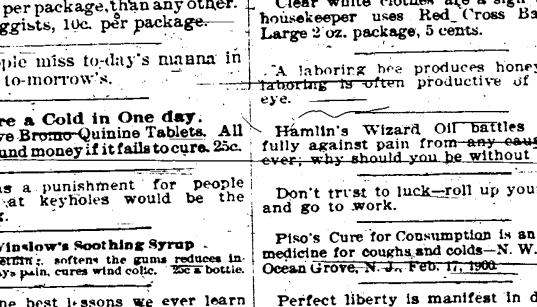 per package, than any other.
ggists, 10c. per package.
ple miss to-day's manna in
to-morrow's.
re a Cold in One day.
ve Bromo Quinine Tablets. All
und money if it fails to cure. 25c.
as a punishment for people
at keyholes would be the
g.
Winslow's Soothing Syrup
softens the gums reduces in-
ys pain, cures wind colic. 25c a bottle.
ne best lessons we ever learn
Clear white clothes are a sign
housekeeper uses Red Cross Ba
Large 2 oz. package, 5 cents.
A laboring bee produces honey
laboring is often productive of
eye.
Hamlin's Wizard Oil battles
fully against pain from any caus
ever; why should you be without
Don't trust to luck—roll up you
and go to work.
Piso's Cure for Consumption is an
medicine for coughs and colds—N. W.
Ocean Grove, N. J., Feb. 17, 1900
Perfect liberty is manifest in d